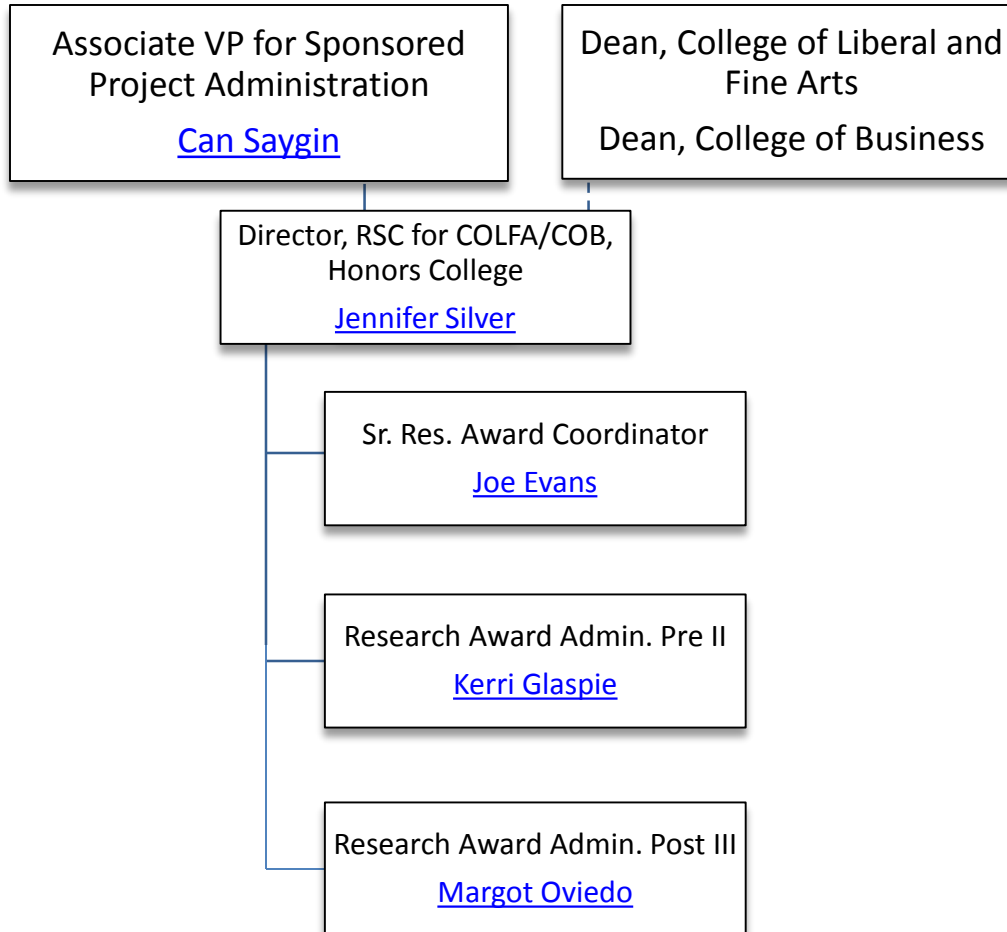 Associate VP for Sponsored
Project Administration
Can Saygin
Dean, College of Liberal and
Fine Arts
Dean, College of Business
Director, RSC for COLFA/COB,
Honors College
Jennifer Silver
Sr. Res. Award Coordinator
Joe Evans
Research Award Admin. Pre II
Kerri Glaspie
Research Award Admin. Post III
Margot Oviedo